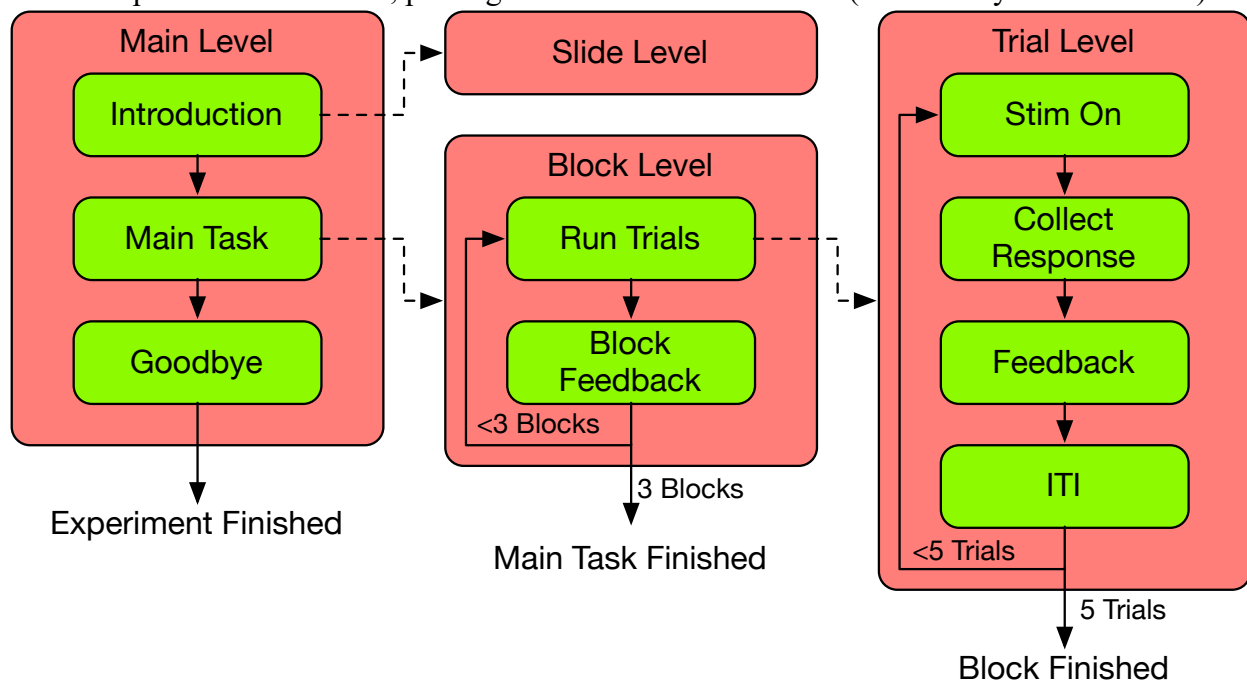 Main Level
Introduction
Main Task
Goodbye
Experiment Finished
Slide Level
Block Level
Run Trials
Block
Feedback
<3 Blocks
3 Blocks
Main Task Finished
Trial Level
Stim On
Collect
Response
Feedback
ITI
<5 Trials
5 Trials
Block Finished